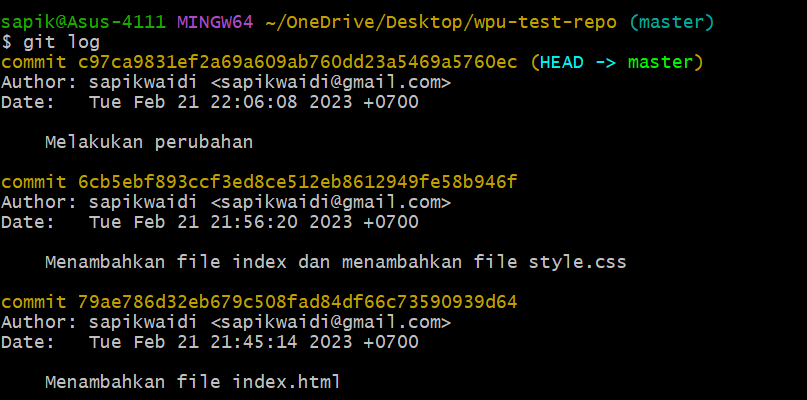 sapik@Asus-4111 MINGW64 ~/OneDrive/Desktop/wpu-test-repo (master)
$ git log
commit c97ca9831ef2a69a609ab760dd23a5469a5760ec (HEAD -> master)
Author: sapikwaidi <sapikwaidi@gmail.com>
Date:   Tue Feb 21 22:06:08 2023 +0700
Melakukan perubahan
commit 6cb5ebf893ccf3ed8ce512eb8612949fe58b946f
Author: sapikwaidi <sapikwaidi@gmail.com>
Date:   Tue Feb 21 21:56:20 2023 +0700
Menambahkan file index dan menambahkan file style.css
commit 79ae786d32eb679c508fad84df66c73590939d64
Author: sapikwaidi <sapikwaidi@gmail.com>
Date:   Tue Feb 21 21:45:14 2023 +0700
Menambahkan file index.html